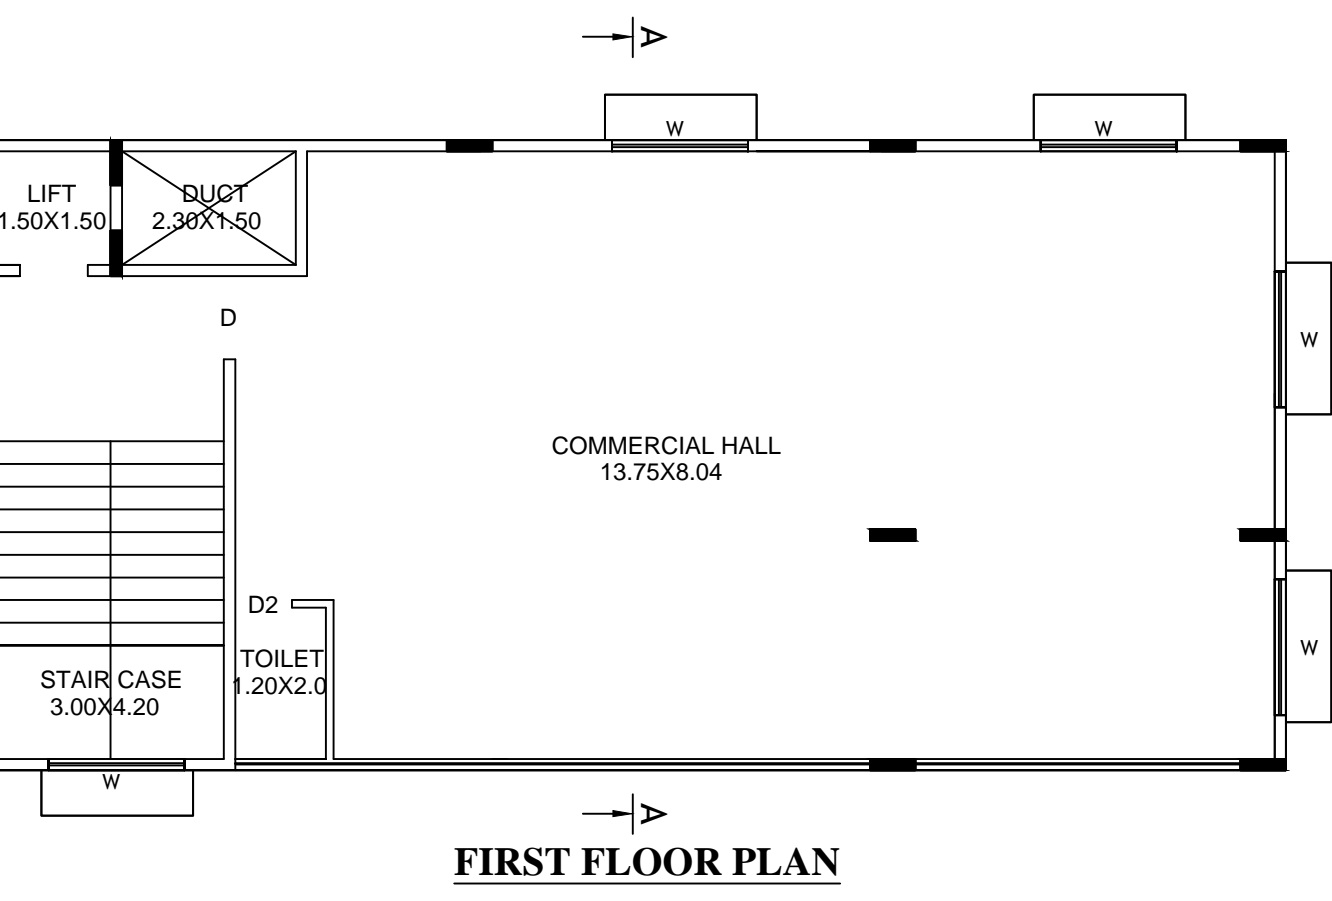 A
W
W
LIFT
1.50X1.50
DUCT
2.30X1.50
D
W
COMMERCIAL HALL
13.75X8.04
D2
TOILET
1.20X2.0
W
STAIR CASE
3.00X4.20
W
A
FIRST FLOOR PLAN